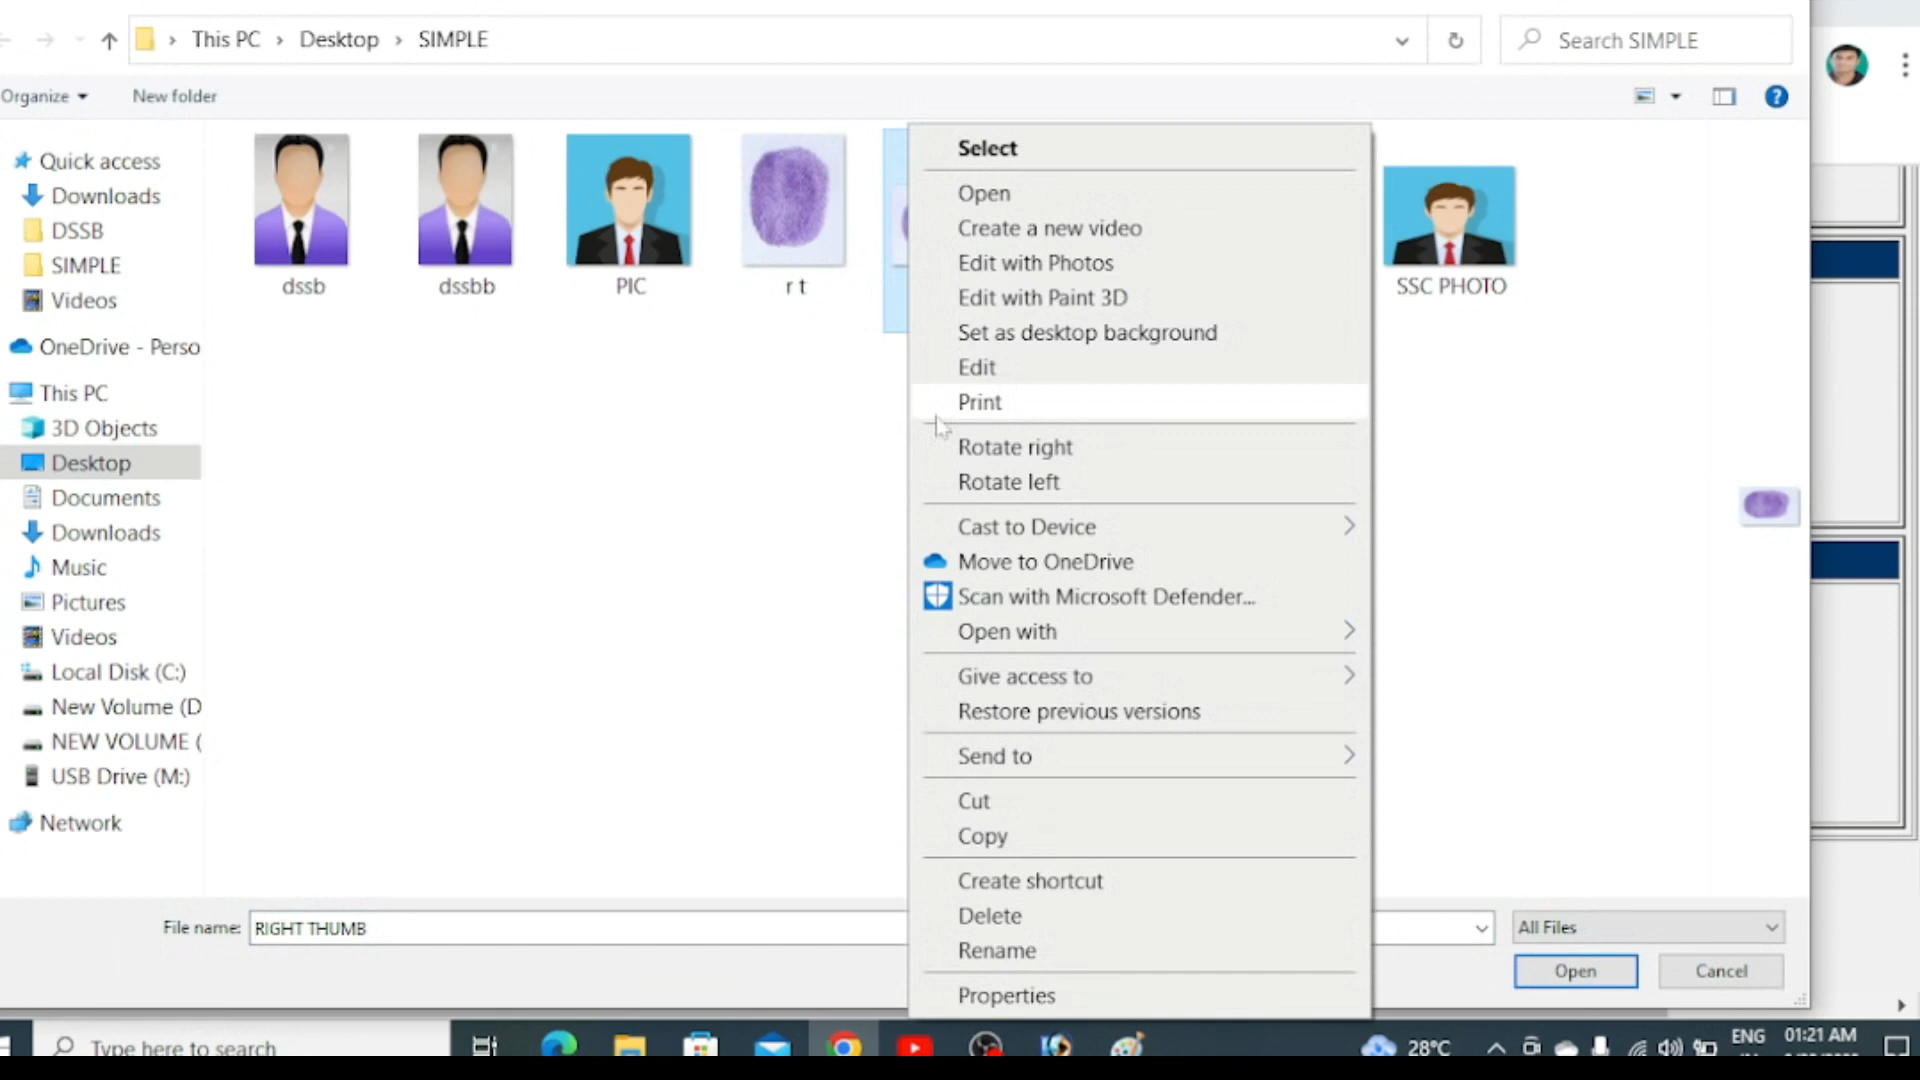 This PC › Desktop › SIMPLE
Search SIMPLE
Organize
New folder
Quick access
Downloads
DSSB
SIMPLE
Videos
OneDrive - Perso
This PC
3D Objects
Desktop
Documents
Downloads
Music
Pictures
Videos
Local Disk (C:)
New Volume (D
NEW VOLUME (
USB Drive (M:)
Network
dssb
dssbb
PIC
r t
SSC PHOTO
Select
Open
Create a new video
Edit with Photos
Edit with Paint 3D
Set as desktop background
Edit
Print
Rotate right
Rotate left
Cast to Device
Move to OneDrive
Scan with Microsoft Defender...
Open with
Give access to
Restore previous versions
Send to
Cut
Copy
Create shortcut
Delete
Rename
Properties
File name: RIGHT THUMB
All Files
Open
Cancel
Type here to search
28°C
ENG
01:21 AM